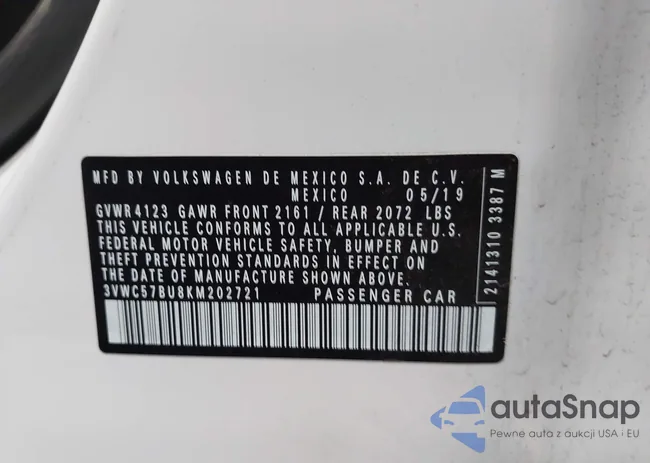 MFD BY VOLKSWAGEN DE MEXICO S.A. DE C.V.
MEXICO 05/19
GVWR 4123 GAWR FRONT 2161 / REAR 2072 LBS
THIS VEHICLE CONFORMS TO ALL APPLICABLE U.S.
FEDERAL MOTOR VEHICLE SAFETY, BUMPER AND
THEFT PREVENTION STANDARDS IN EFFECT ON
THE DATE OF MANUFACTURE SHOWN ABOVE.
3VWC57BU8KM202721 PASSENGER CAR
2141310 3387 M
autaSnap
Pewne auta z aukcji USA i EU